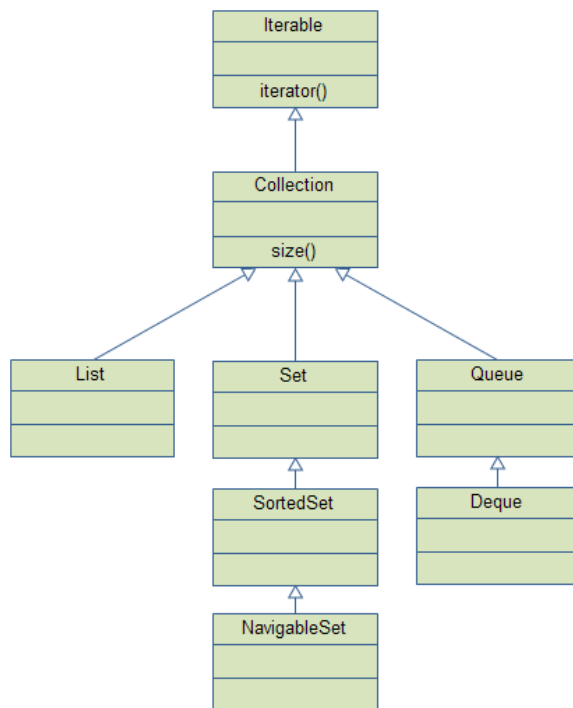 Iterable
iterator()
Collection
size()
List
Set
Queue
SortedSet
Deque
NavigableSet